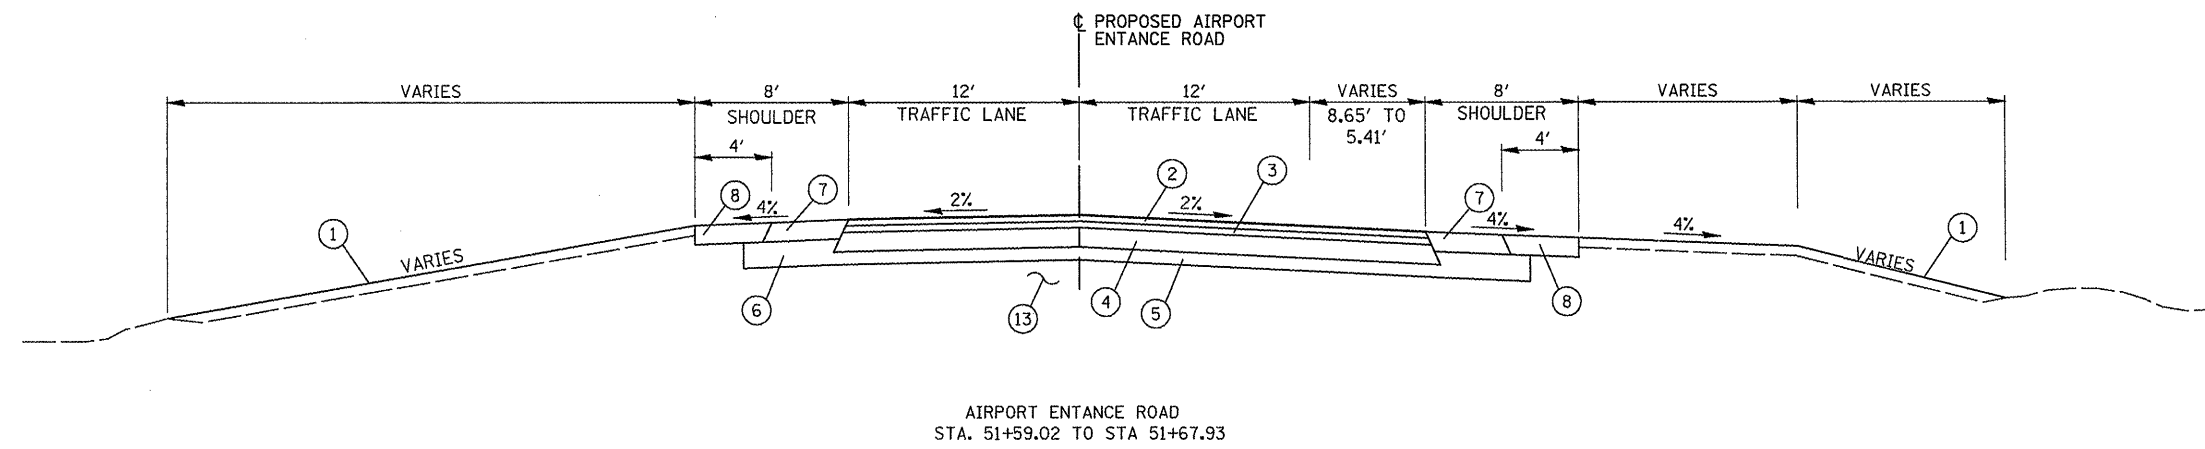 ℄ PROPOSED AIRPORT
ENTANCE ROAD
VARIES
8'
SHOULDER
12'
TRAFFIC LANE
12'
TRAFFIC LANE
VARIES
8.65' TO
5.41'
8'
SHOULDER
VARIES
VARIES
4'
4'
1
VARIES
8
4%
7
2%
2%
2
3
7
4%
4%
VARIES
1
6
13
4
5
8
AIRPORT ENTANCE ROAD
STA. 51+59.02 TO STA 51+67.93